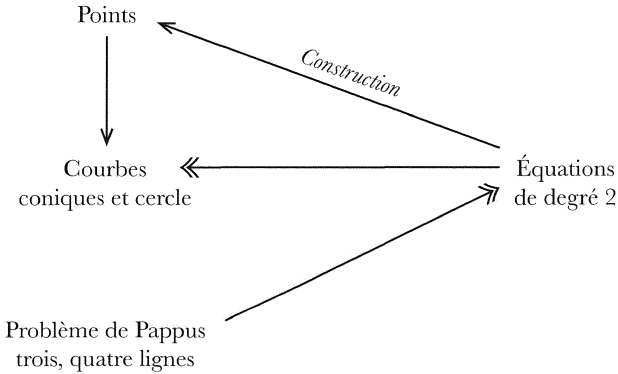 Points
Construction
Courbes
coniques et cercle
Équations
de degré 2
Problème de Pappus
trois, quatre lignes